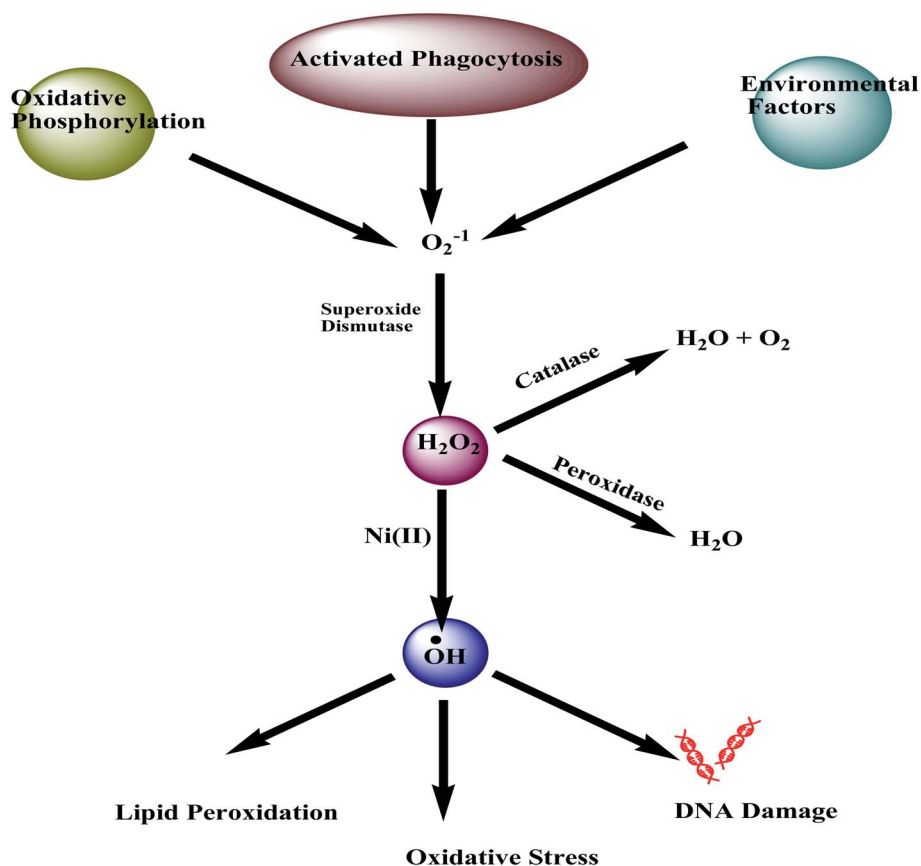 Activated Phagocytosis
Oxidative
Phosphorylation
Environmental
Factors
O₂⁻¹
Superoxide
Dismutase
Catalase
H₂O + O₂
H₂O₂
Peroxidase
H₂O
Ni(II)
•OH
Lipid Peroxidation
DNA Damage
Oxidative Stress